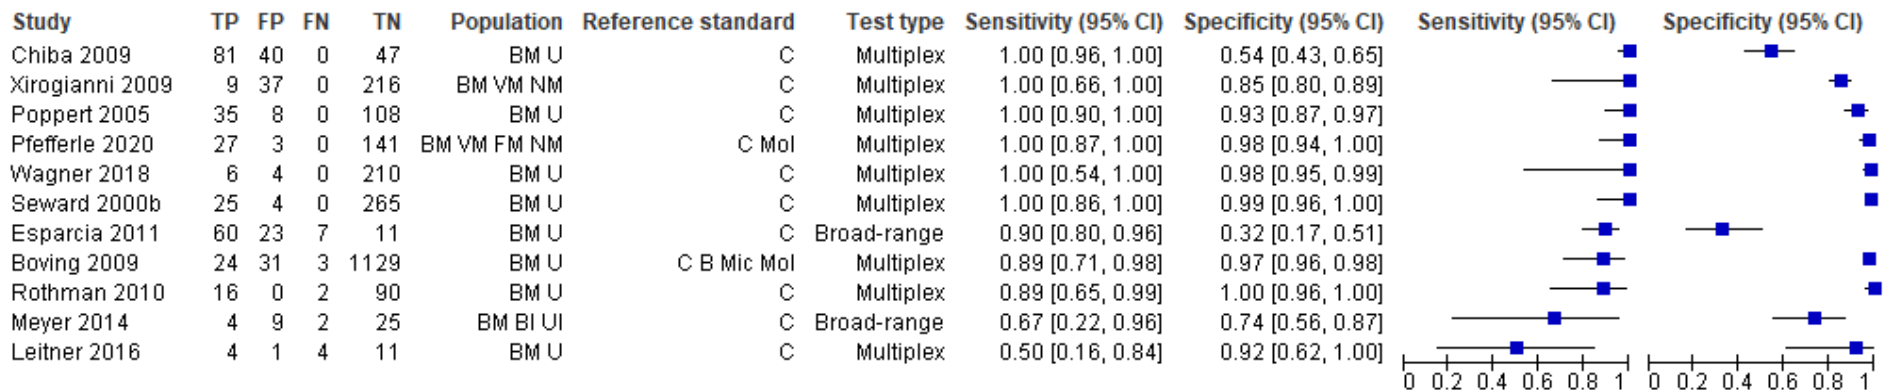 Study TP FP FN TN Population Reference standard Test type Sensitivity (95% CI) Specificity (95% CI) Sensitivity (95% CI) Specificity (95% CI)
Chiba 2009 81 40 0 47 BM U C Multiplex 1.00 [0.96, 1.00] 0.54 [0.43, 0.65]
Xirogianni 2009 9 37 0 216 BM VM NM C Multiplex 1.00 [0.66, 1.00] 0.85 [0.80, 0.89]
Poppert 2005 35 8 0 108 BM U C Multiplex 1.00 [0.90, 1.00] 0.93 [0.87, 0.97]
Pfefferle 2020 27 3 0 141 BM VM FM NM C Mol Multiplex 1.00 [0.87, 1.00] 0.98 [0.94, 1.00]
Wagner 2018 6 4 0 210 BM U C Multiplex 1.00 [0.54, 1.00] 0.98 [0.95, 0.99]
Seward 2000b 25 4 0 265 BM U C Multiplex 1.00 [0.86, 1.00] 0.99 [0.96, 1.00]
Esparcia 2011 60 23 7 11 BM U C Broad-range 0.90 [0.80, 0.96] 0.32 [0.17, 0.51]
Boving 2009 24 31 3 1129 BM U C B Mic Mol Multiplex 0.89 [0.71, 0.98] 0.97 [0.96, 0.98]
Rothman 2010 16 0 2 90 BM U C Multiplex 0.89 [0.65, 0.99] 1.00 [0.96, 1.00]
Meyer 2014 4 9 2 25 BM BI UI C Broad-range 0.67 [0.22, 0.96] 0.74 [0.56, 0.87]
Leitner 2016 4 1 4 11 BM U C Multiplex 0.50 [0.16, 0.84] 0.92 [0.62, 1.00]
0 0.2 0.4 0.6 0.8 1 0 0.2 0.4 0.6 0.8 1